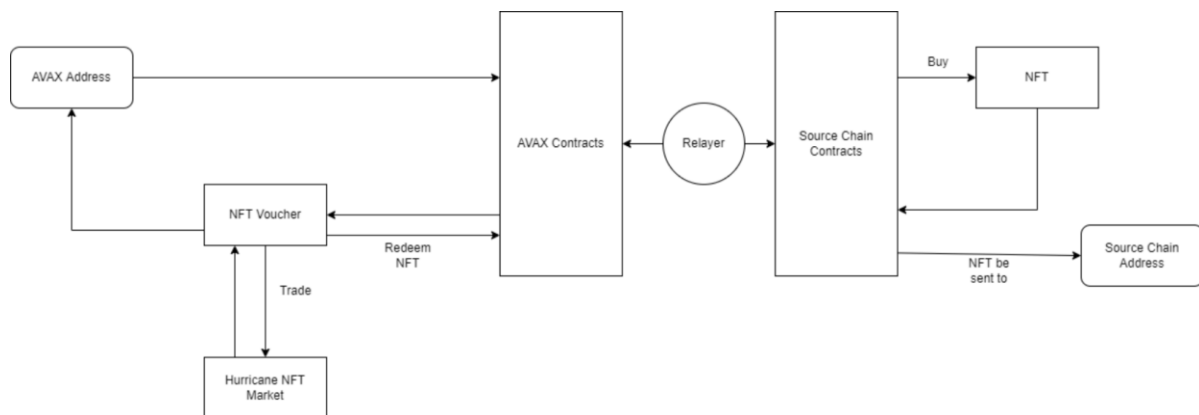 AVAX Address
AVAX Contracts
Relayer
Source Chain
Contracts
Buy
NFT
NFT Voucher
Redeem
NFT
NFT be
sent to
Source Chain
Address
Trade
Hurricane NFT
Market